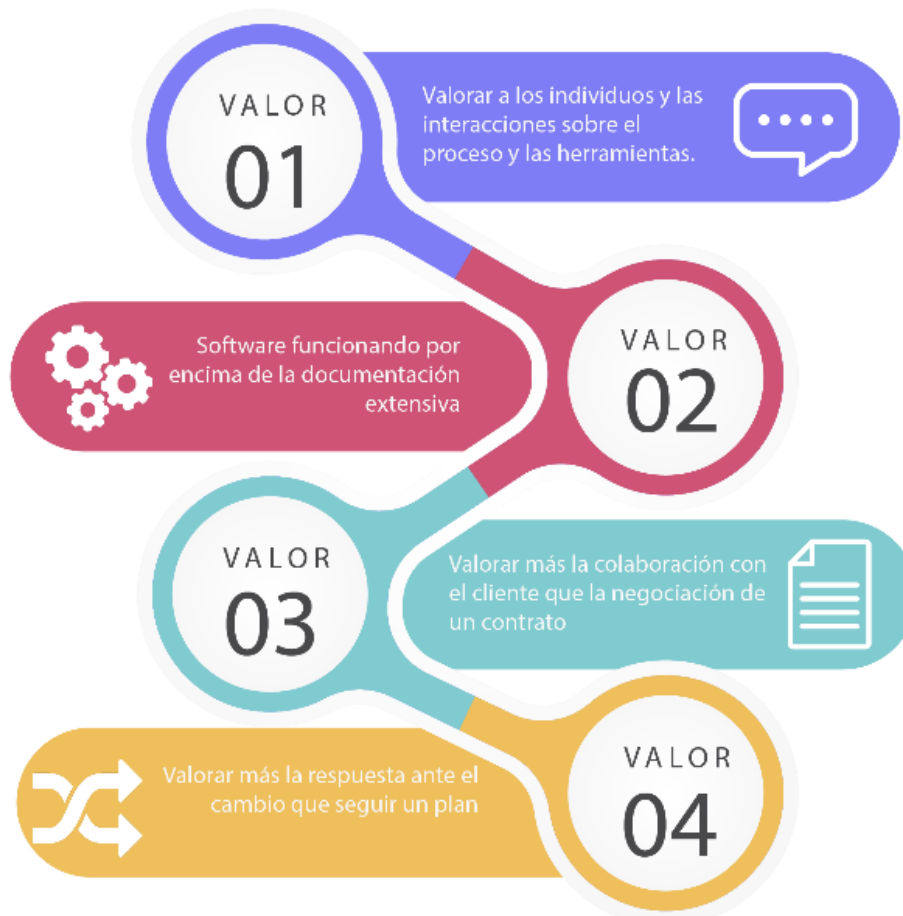 VALOR
01
Valorar a los individuos y las
interacciones sobre el
proceso y las herramientas.
Software funcionando por
encima de la documentación
extensiva
VALOR
02
VALOR
03
Valorar más la colaboración con
el cliente que la negociación de
un contrato
Valorar más la respuesta ante el
cambio que seguir un plan
VALOR
04